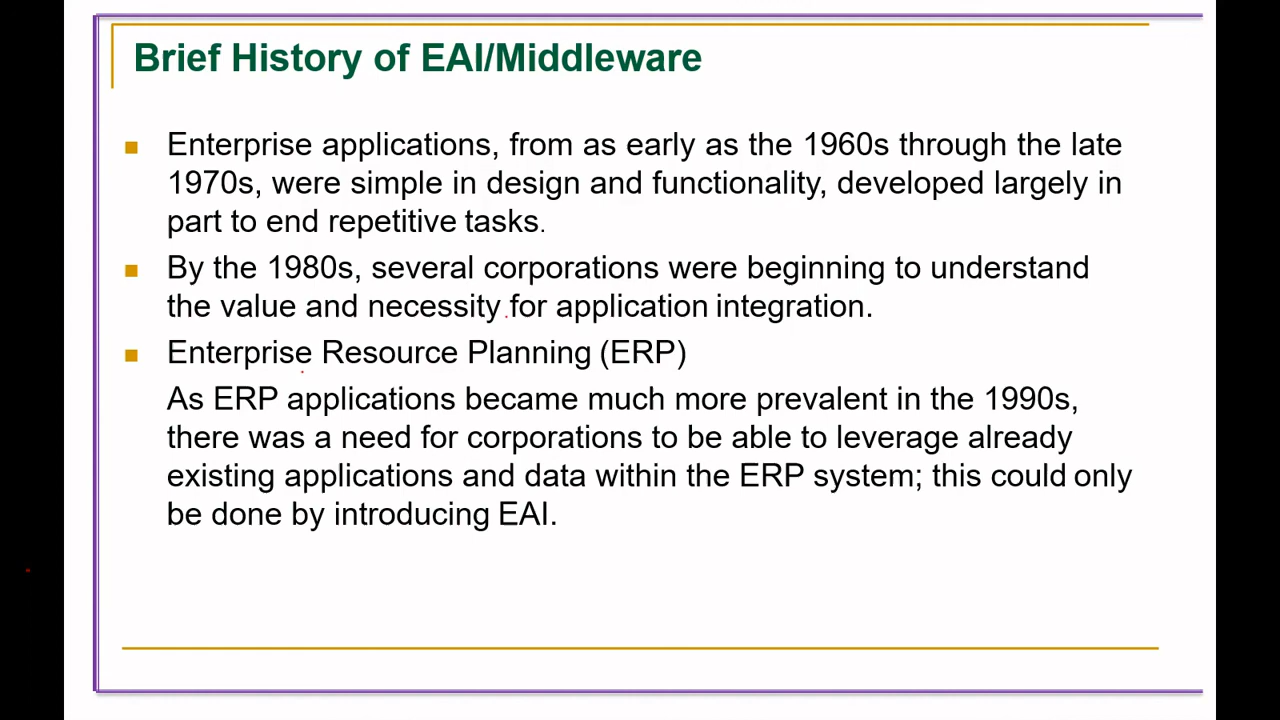 Brief History of EAI/Middleware
Enterprise applications, from as early as the 1960s through the late
1970s, were simple in design and functionality, developed largely in
part to end repetitive tasks.
By the 1980s, several corporations were beginning to understand
the value and necessity for application integration.
Enterprise Resource Planning (ERP)
As ERP applications became much more prevalent in the 1990s,
there was a need for corporations to be able to leverage already
existing applications and data within the ERP system; this could only
be done by introducing EAI.